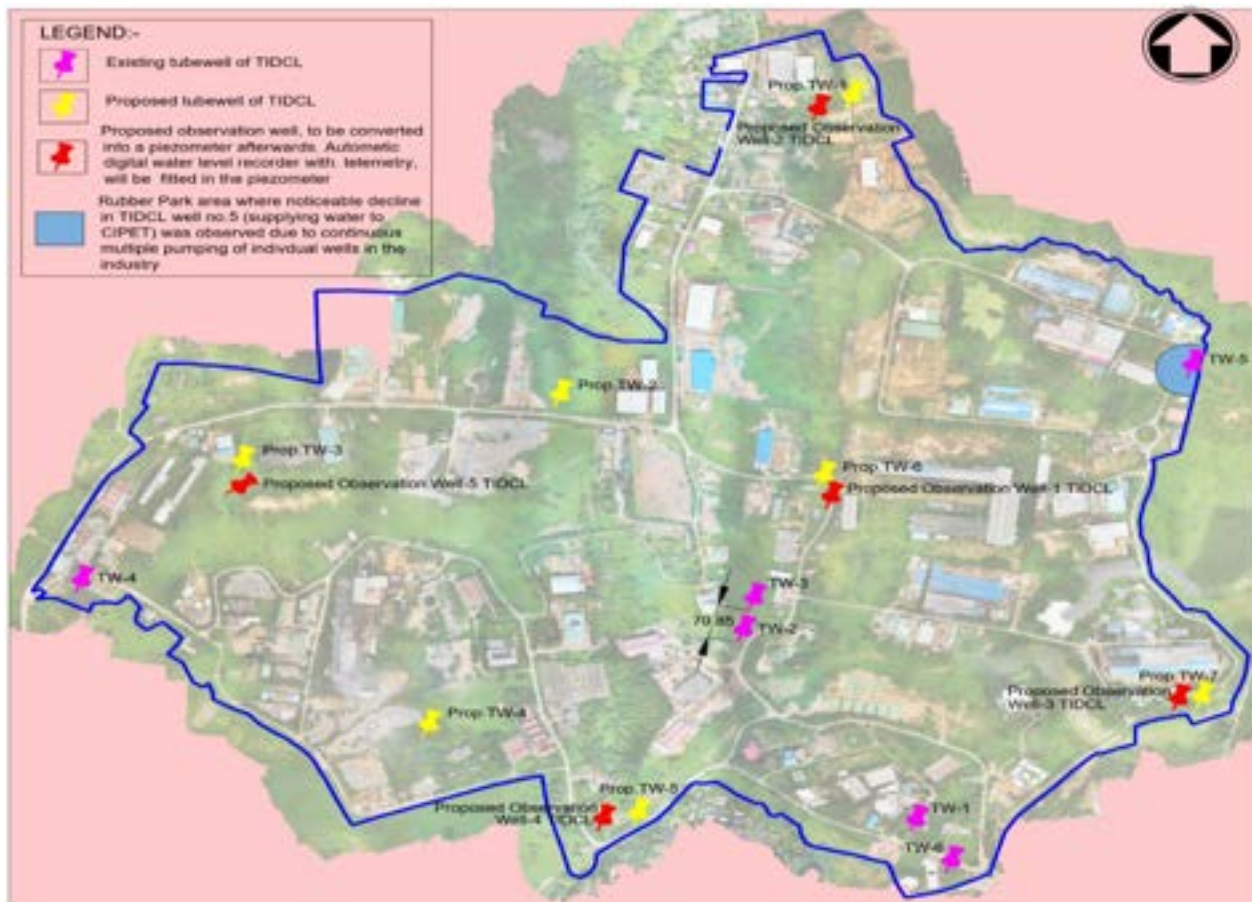 LEGEND:-
Existing tubewell of TIDCL
Proposed tubewell of TIDCL
Proposed observation well, to be converted
into a piezometer afterwards. Automatic
digital water level recorder with telemetry,
will be fitted in the piezometer
Rubber Park area where noticeable decline
in TIDCL well no.5 (supplying water to
CIPET) was observed due to continuous
multiple pumping of indivdual wells in the
industry
Proposed Observation
Well-2 TIDCL
TW-5
Prop.TW-2
Prop.TW-3
Proposed Observation Well-5 TIDCL
Prop.TW-6
Proposed Observation Well-1 TIDCL
TW-4
TW-3
70.85
TW-2
Prop.TW-7
Proposed Observation
Well-3 TIDCL
Prop.TW-4
Prop.TW-5
Proposed Observation
Well-4 TIDCL
TW-1
TW-6